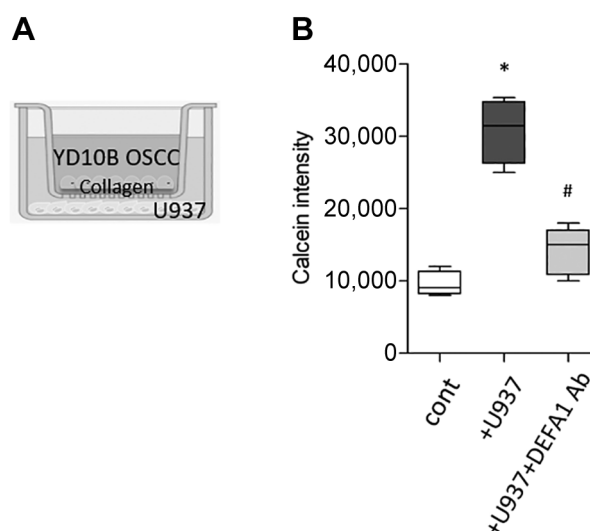 A
YD10B OSCC
Collagen
U937
B
Calcein intensity
40,000
30,000
20,000
10,000
0
*
#
cont
+U937
+U937+DEFA1 Ab